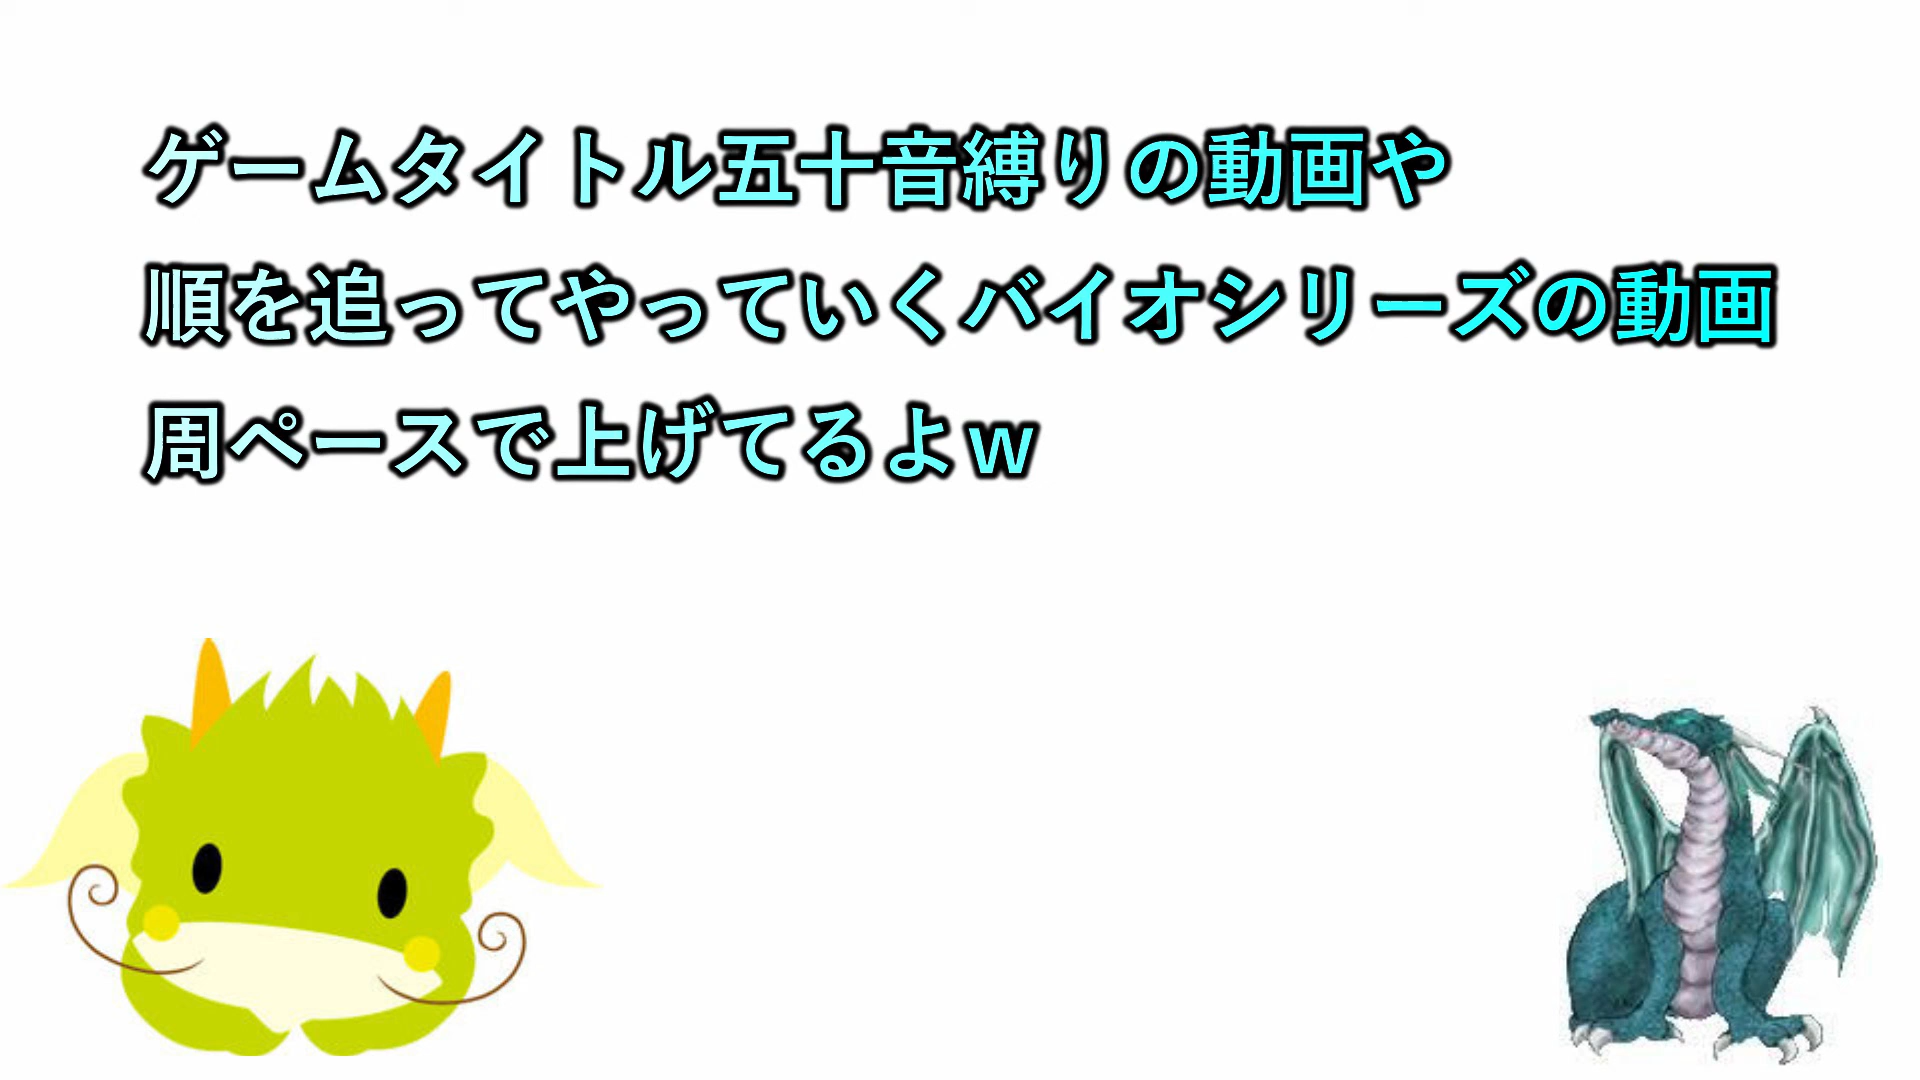 ゲームタイトル五十音縛りの動画や
順を追ってやっていくバイオシリーズの動画
周ペースで上げてるよw